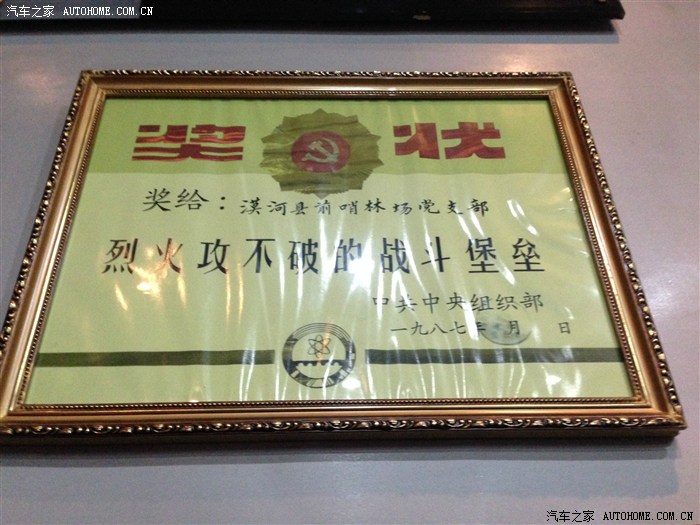 汽车之家 AUTOHOME.COM.CN
奖状
奖给：漠河县前哨林场党支部
烈火攻不破的战斗堡垒
中共中央组织部
一九八七年 月 日
汽车之家 AUTOHOME.COM.CN